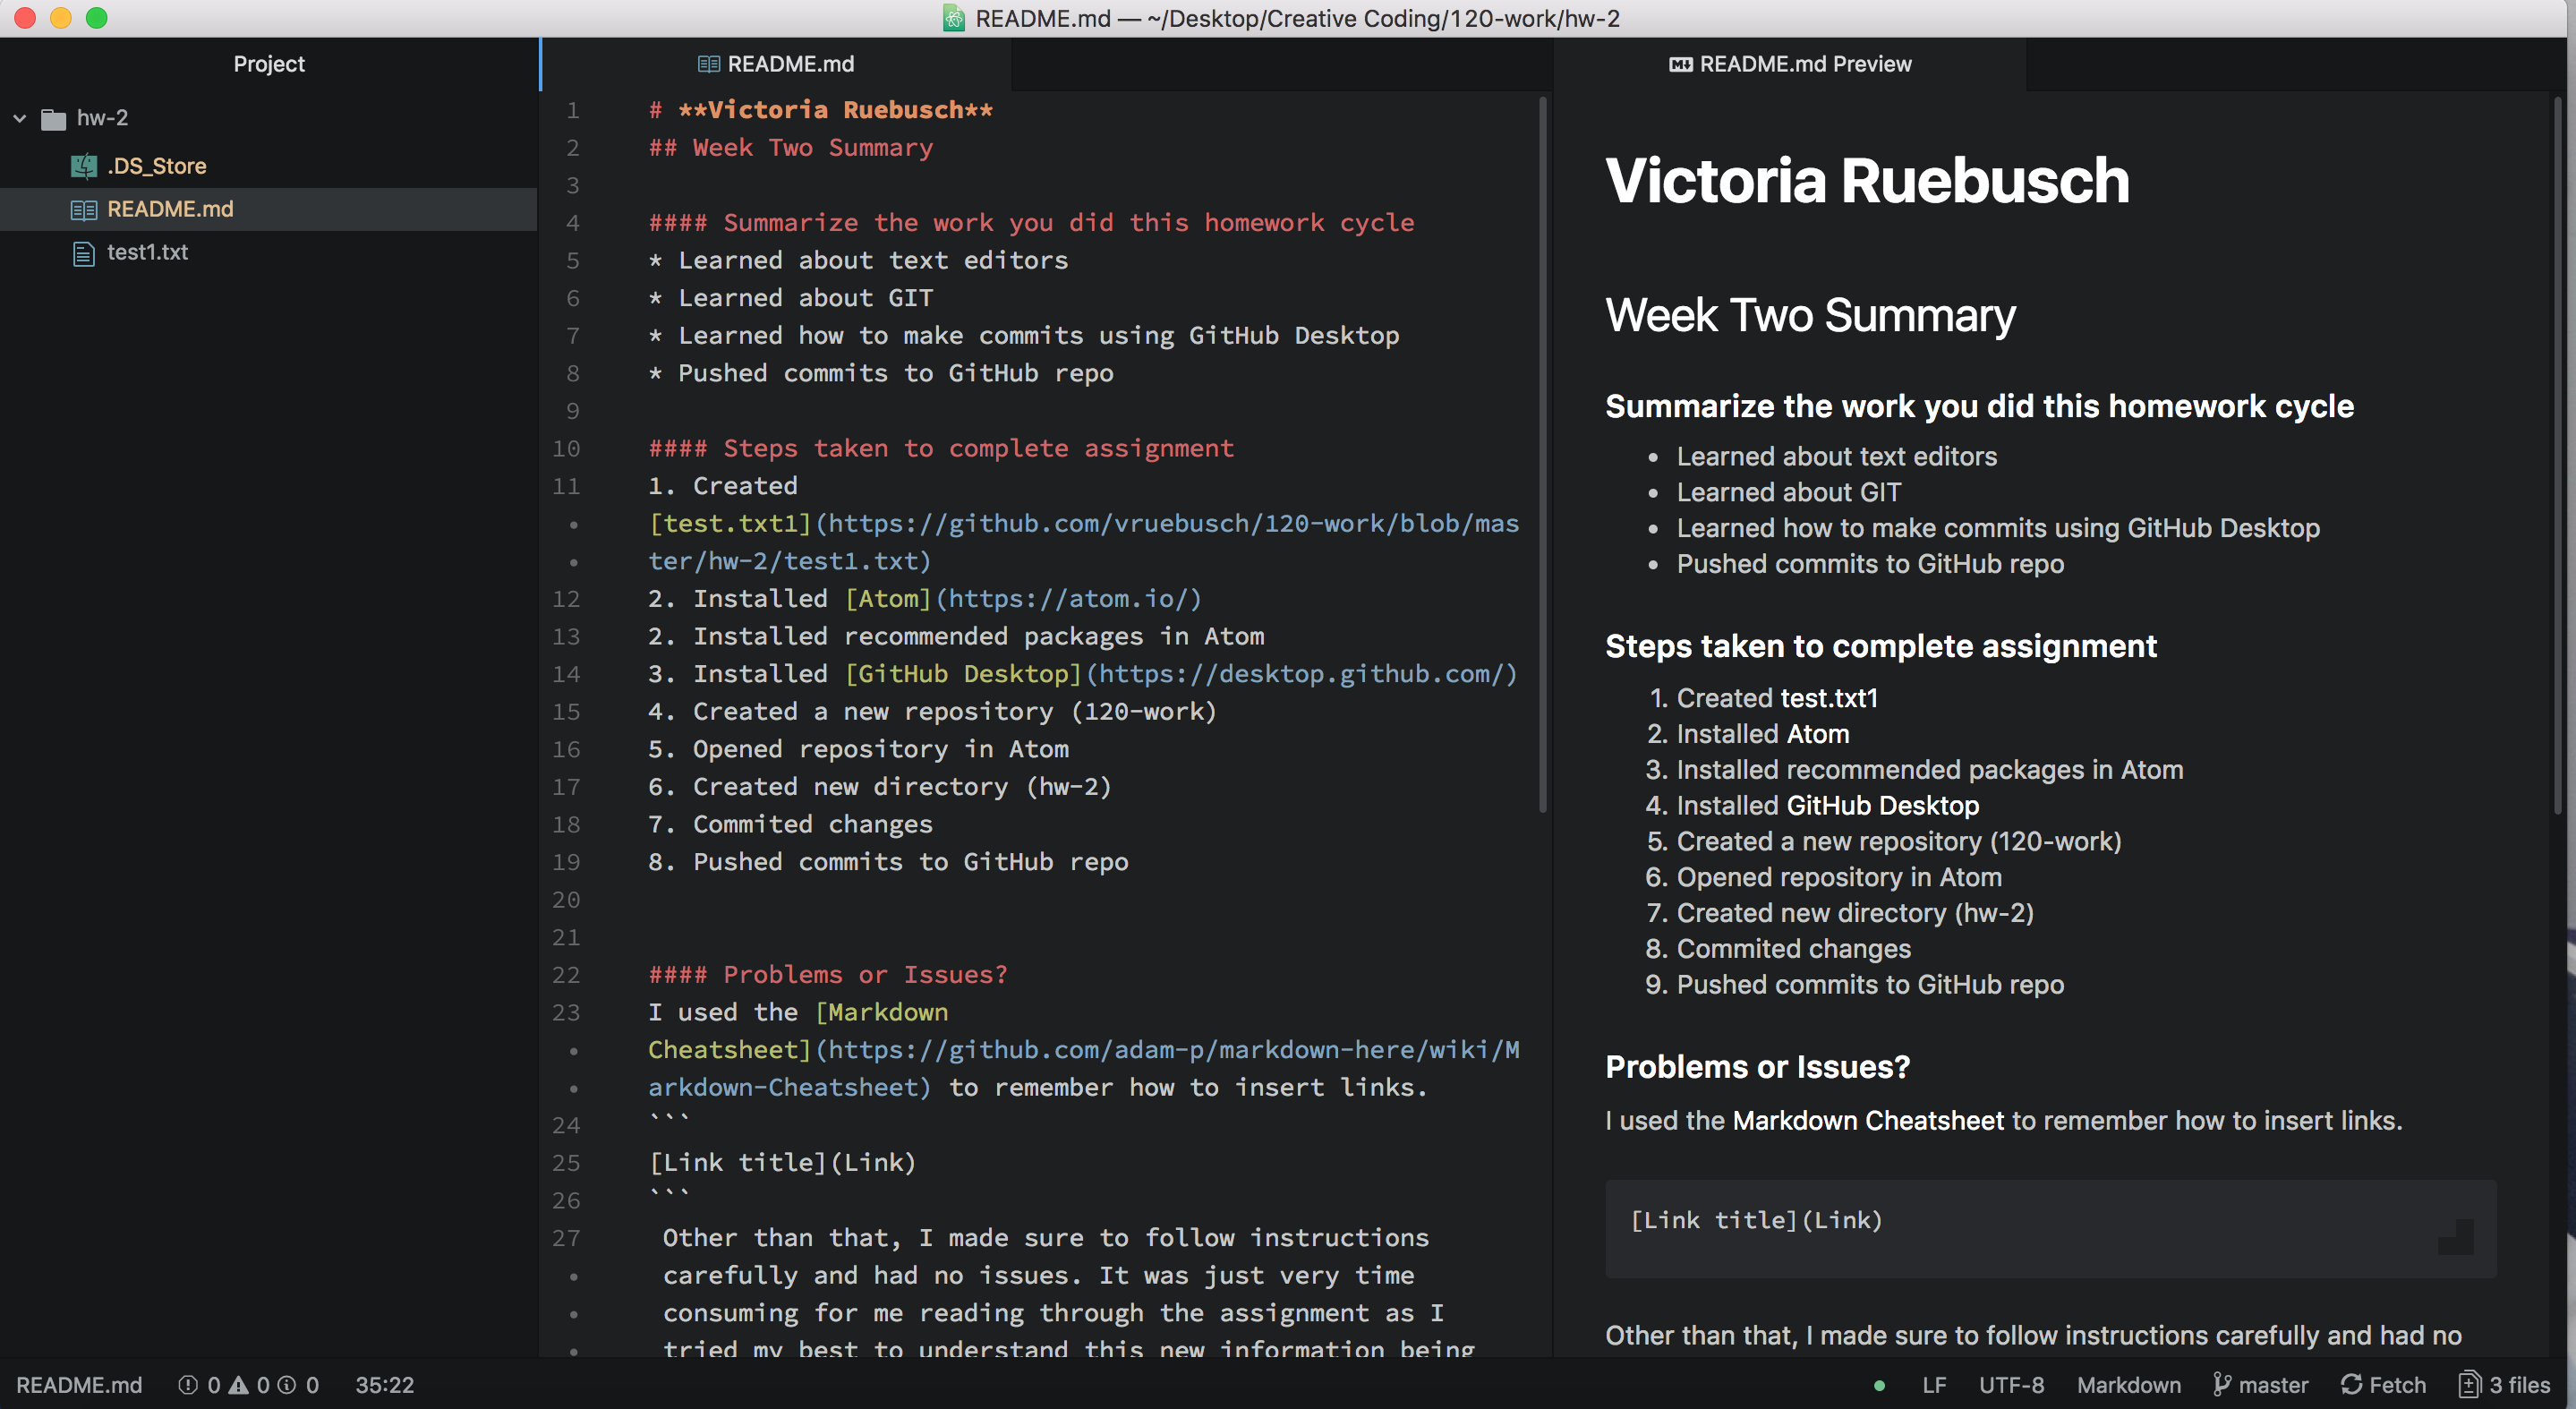 README.md — ~/Desktop/Creative Coding/120-work/hw-2
Project
hw-2
.DS_Store
README.md
test1.txt
README.md
1 # **Victoria Ruebusch**
2 ## Week Two Summary
3
4 #### Summarize the work you did this homework cycle
5 * Learned about text editors
6 * Learned about GIT
7 * Learned how to make commits using GitHub Desktop
8 * Pushed commits to GitHub repo
9
10 #### Steps taken to complete assignment
11 1. Created
• [test.txt1](https://github.com/vruebusch/120-work/blob/mas
• ter/hw-2/test1.txt)
12 2. Installed [Atom](https://atom.io/)
13 2. Installed recommended packages in Atom
14 3. Installed [GitHub Desktop](https://desktop.github.com/)
15 4. Created a new repository (120-work)
16 5. Opened repository in Atom
17 6. Created new directory (hw-2)
18 7. Commited changes
19 8. Pushed commits to GitHub repo
20
21
22 #### Problems or Issues?
23 I used the [Markdown
• Cheatsheet](https://github.com/adam-p/markdown-here/wiki/M
• arkdown-Cheatsheet) to remember how to insert links.
24 ```
25 [Link title](Link)
26 ```
27 Other than that, I made sure to follow instructions
• carefully and had no issues. It was just very time
• consuming for me reading through the assignment as I
• tried my best to understand this new information being
README.md Preview
Victoria Ruebusch
Week Two Summary
Summarize the work you did this homework cycle
• Learned about text editors
• Learned about GIT
• Learned how to make commits using GitHub Desktop
• Pushed commits to GitHub repo
Steps taken to complete assignment
1. Created test.txt1
2. Installed Atom
3. Installed recommended packages in Atom
4. Installed GitHub Desktop
5. Created a new repository (120-work)
6. Opened repository in Atom
7. Created new directory (hw-2)
8. Commited changes
9. Pushed commits to GitHub repo
Problems or Issues?
I used the Markdown Cheatsheet to remember how to insert links.
[Link title](Link)
Other than that, I made sure to follow instructions carefully and had no
README.md 0 0 0 35:22 LF UTF-8 Markdown master Fetch 3 files